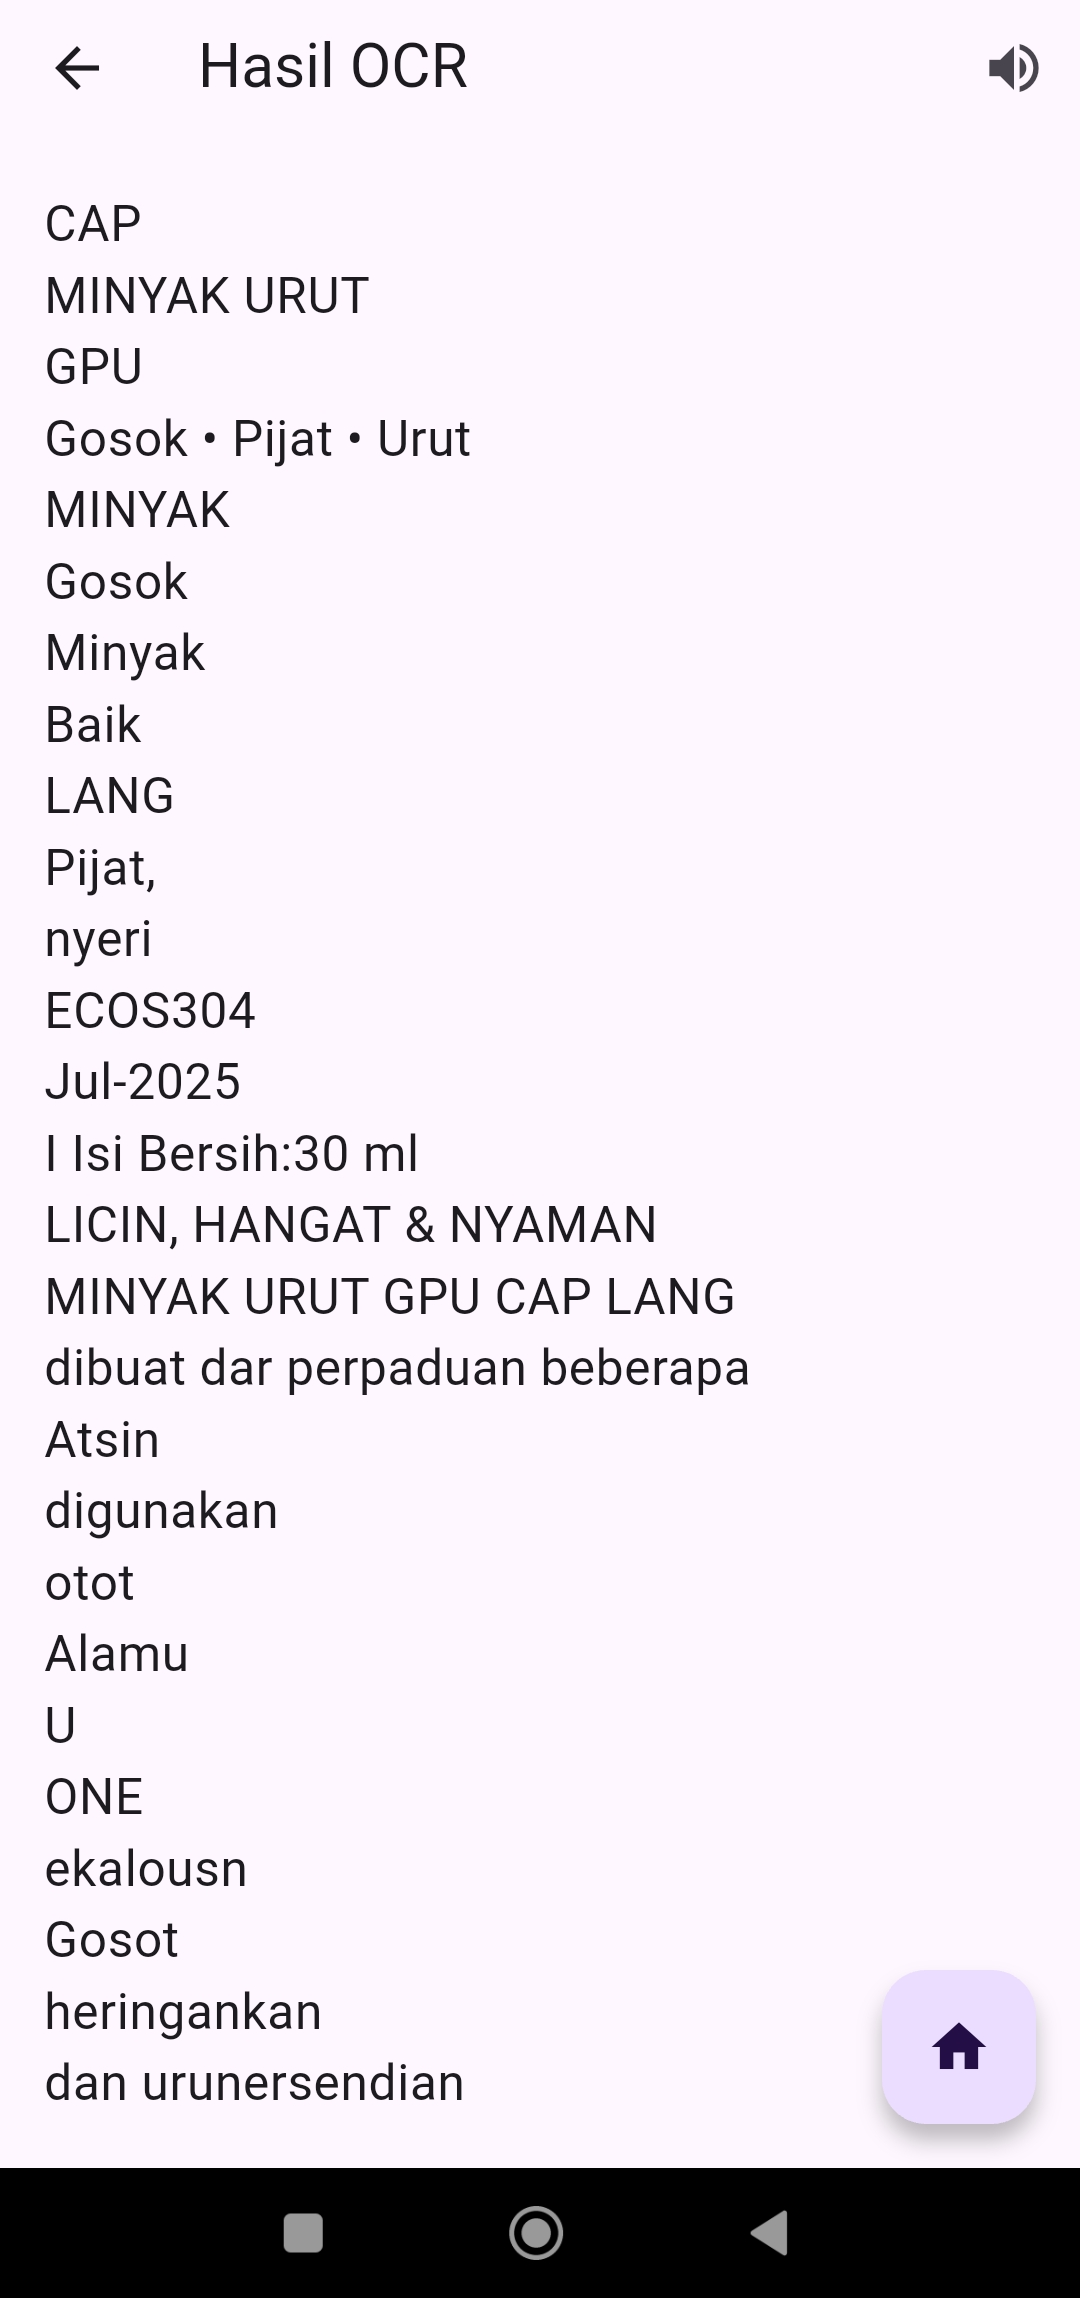 Hasil OCR
CAP
MINYAK URUT
GPU
Gosok • Pijat • Urut
MINYAK
Gosok
Minyak
Baik
LANG
Pijat,
nyeri
ECOS304
Jul-2025
I Isi Bersih:30 ml
LICIN, HANGAT & NYAMAN
MINYAK URUT GPU CAP LANG
dibuat dar perpaduan beberapa
Atsin
digunakan
otot
Alamu
U
ONE
ekalousn
Gosot
heringankan
dan urunersendian